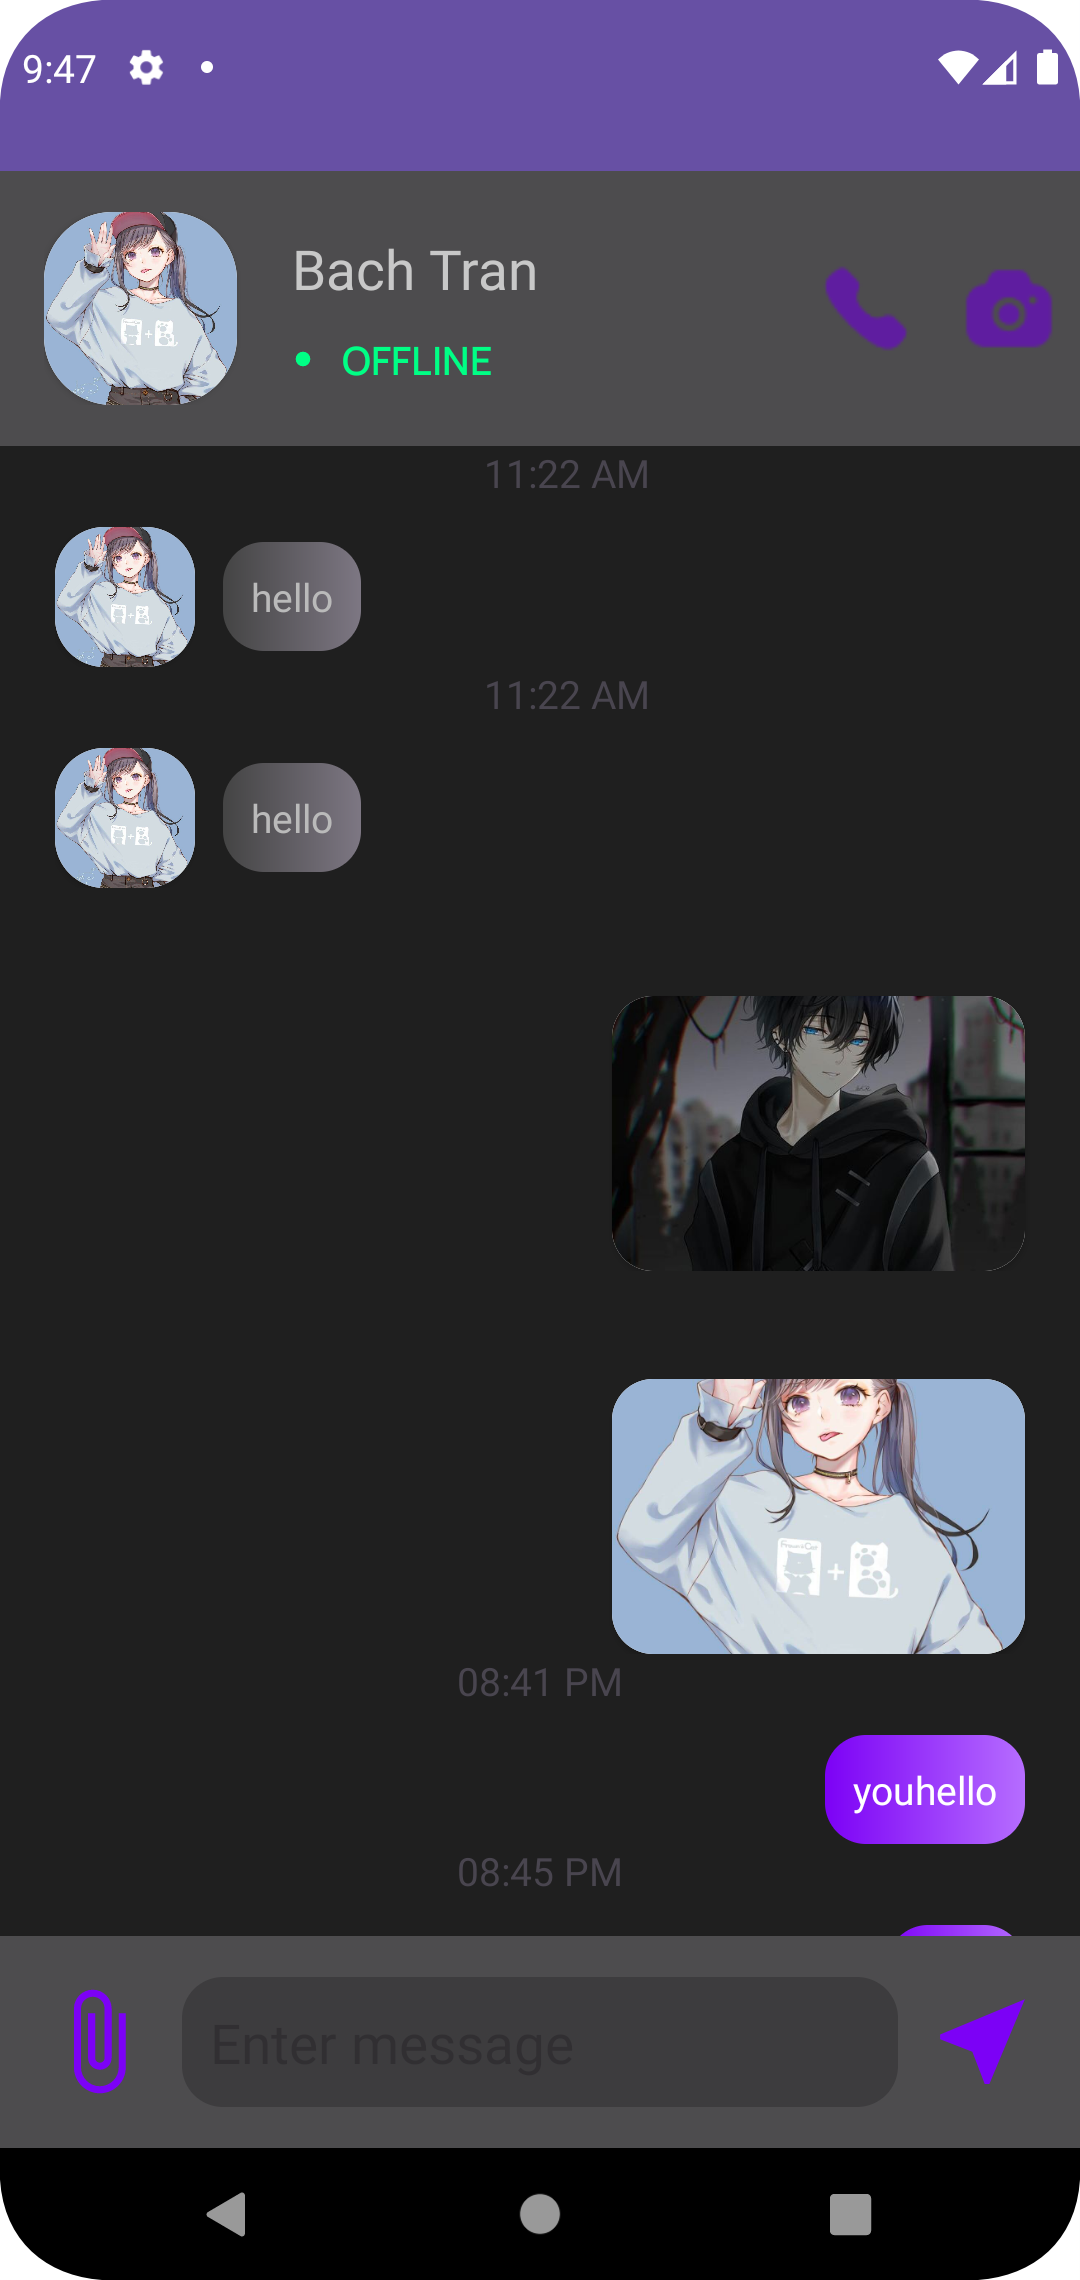 9:47
Bach Tran
• OFFLINE
11:22 AM
hello
11:22 AM
hello
08:41 PM
youhello
08:45 PM
Enter message